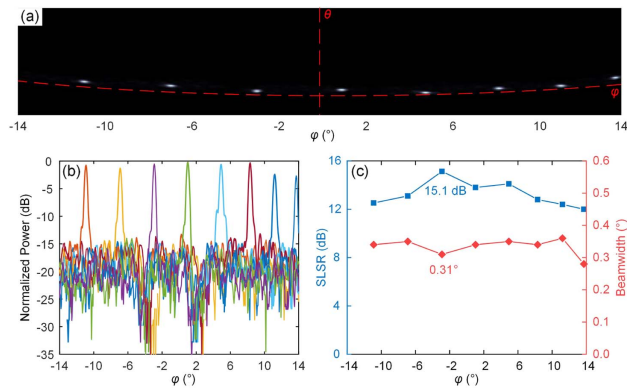 (a)
θ
φ
-14 -10 -6 -2 2 6 10 14
φ (°)
(b)
Normalized Power (dB)
0
-5
-10
-15
-20
-25
-30
-35
-14 -10 -6 -2 2 6 10 14
φ (°)
(c)
SLSR (dB)
16
12
8
4
0
15.1 dB
0.31°
0.6
0.5
0.4
0.3
0.2
0.1
0.0
Beamwidth (°)
-14 -10 -6 -2 2 6 10 14
φ (°)